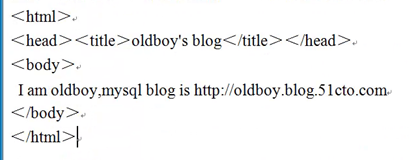 <html>
<head><title>oldboy's blog</title></head>
<body>
I am oldboy,mysql blog is http://oldboy.blog.51cto.com
</body>
</html>